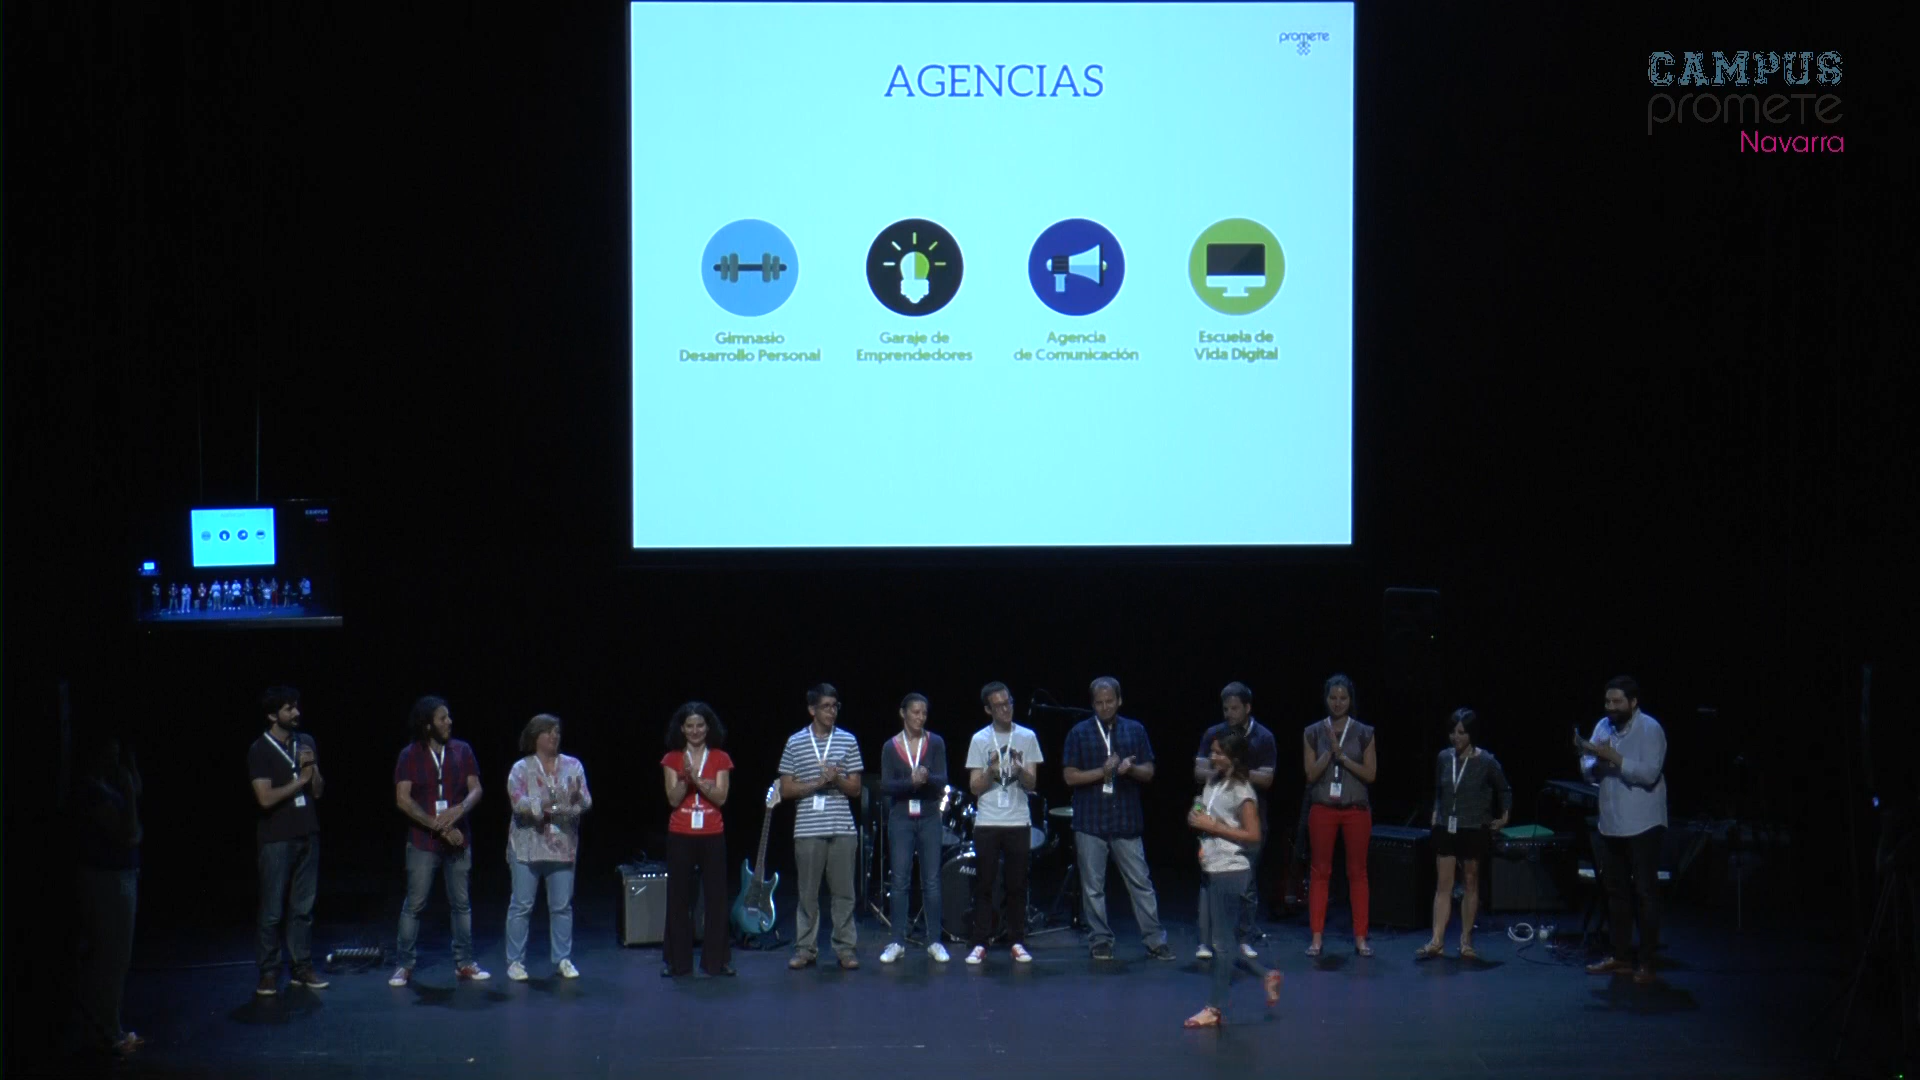 promete
AGENCIAS
CAMPUS
promete
Navarra
Gimnasio
Desarrollo Personal
Garaje de
Emprendedores
Agencia
de Comunicación
Escuela de
Vida Digital